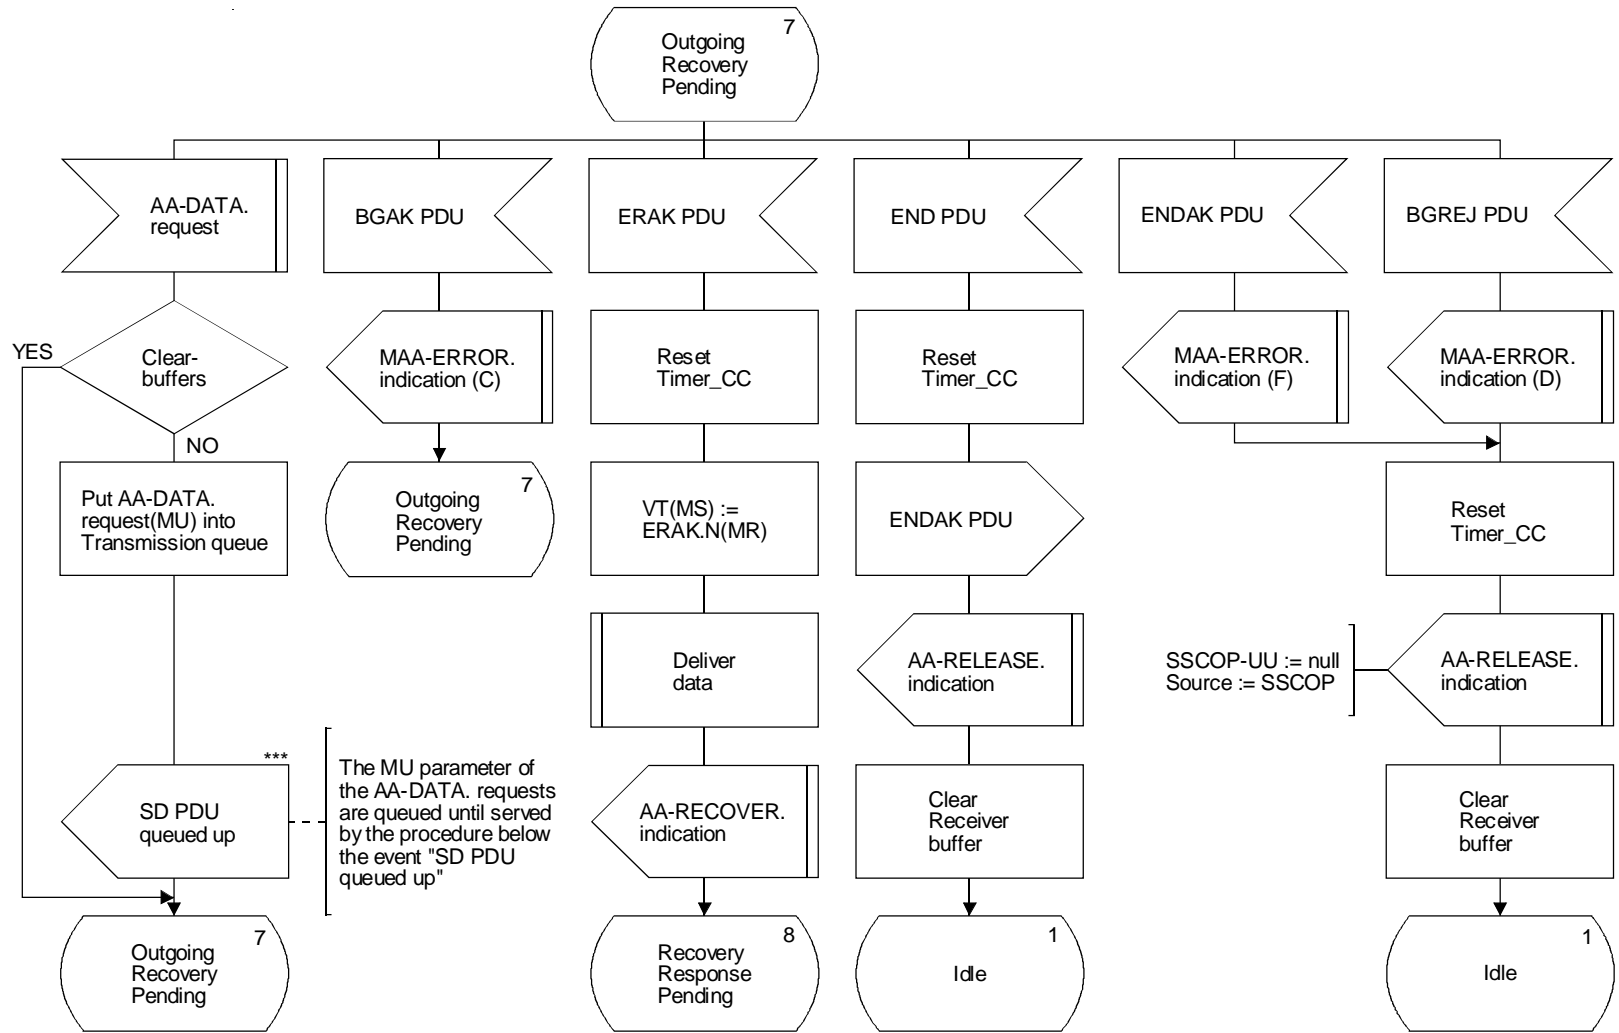 7
Outgoing
Recovery
Pending
AA-DATA.
request
BGAK PDU
ERAK PDU
END PDU
ENDAK PDU
BGREJ PDU
YES
Clear-
buffers
NO
MAA-ERROR.
indication (C)
Reset
Timer_CC
Reset
Timer_CC
MAA-ERROR.
indication (F)
MAA-ERROR.
indication (D)
Put AA-DATA.
request(MU) into
Transmission queue
7
Outgoing
Recovery
Pending
VT(MS) :=
ERAK.N(MR)
ENDAK PDU
Reset
Timer_CC
Deliver
data
AA-RELEASE.
indication
SSCOP-UU := null
Source := SSCOP
AA-RELEASE.
indication
***
SD PDU
queued up
The MU parameter of
the AA-DATA. requests
are queued until served
by the procedure below
the event "SD PDU
queued up"
AA-RECOVER.
indication
Clear
Receiver
buffer
Clear
Receiver
buffer
7
Outgoing
Recovery
Pending
8
Recovery
Response
Pending
1
Idle
1
Idle